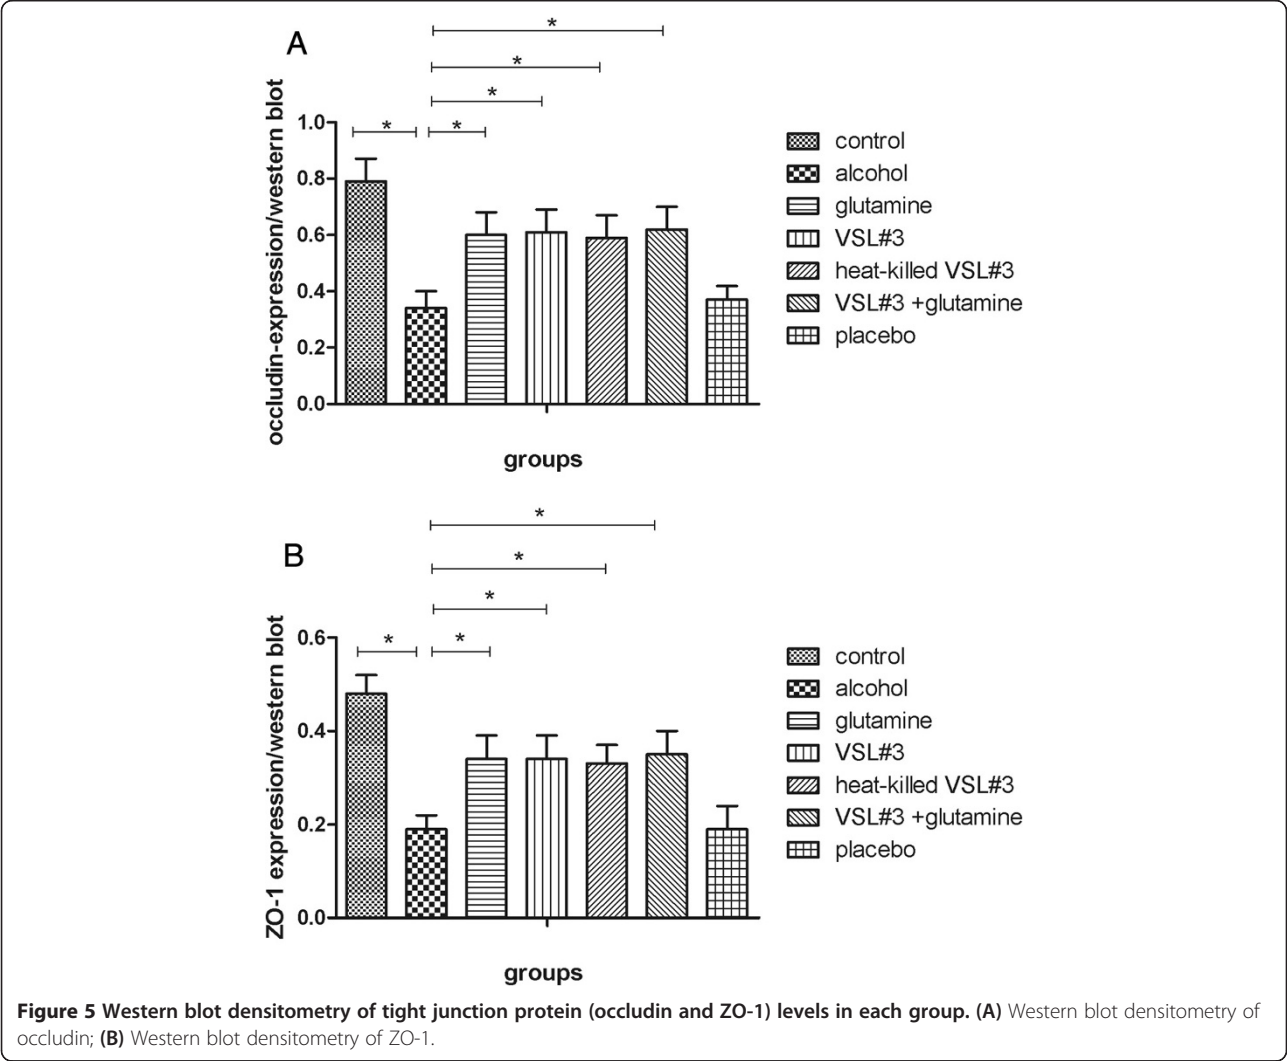 A
*
*
*
* *
occludin-expression/western blot
1.0
0.8
0.6
0.4
0.2
0.0
groups
control
alcohol
glutamine
VSL#3
heat-killed VSL#3
VSL#3 +glutamine
placebo
B
*
*
*
* *
ZO-1 expression/western blot
0.6
0.4
0.2
0.0
groups
control
alcohol
glutamine
VSL#3
heat-killed VSL#3
VSL#3 +glutamine
placebo
Figure 5 Western blot densitometry of tight junction protein (occludin and ZO-1) levels in each group. (A) Western blot densitometry of
occludin; (B) Western blot densitometry of ZO-1.